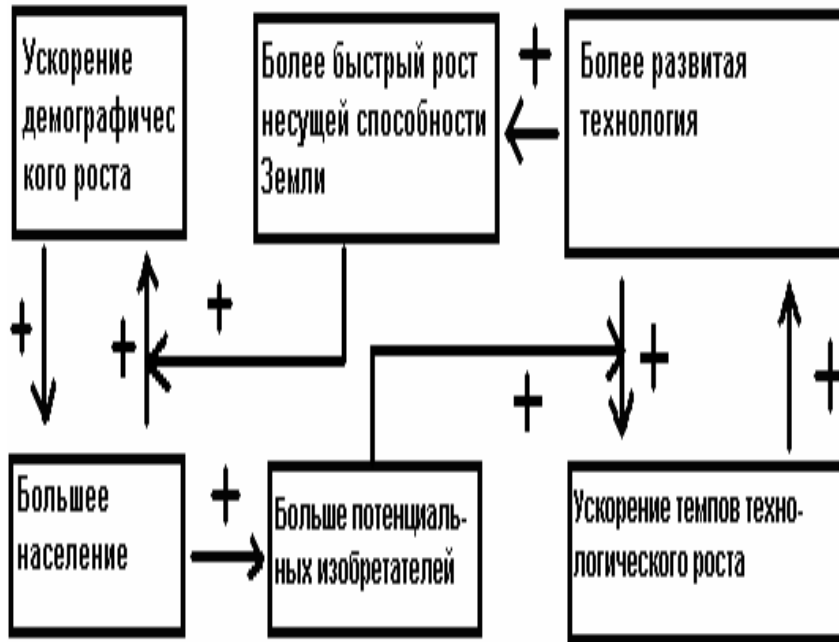 Ускорение
демографичес
кого роста
Более быстрый рост
несущей способности
Земли
+
Более развитая
технология
+
+
+
+
+
+
Большее
население
+
Больше потенциаль-
ных изобретателей
Ускорение темпов техно-
логического роста